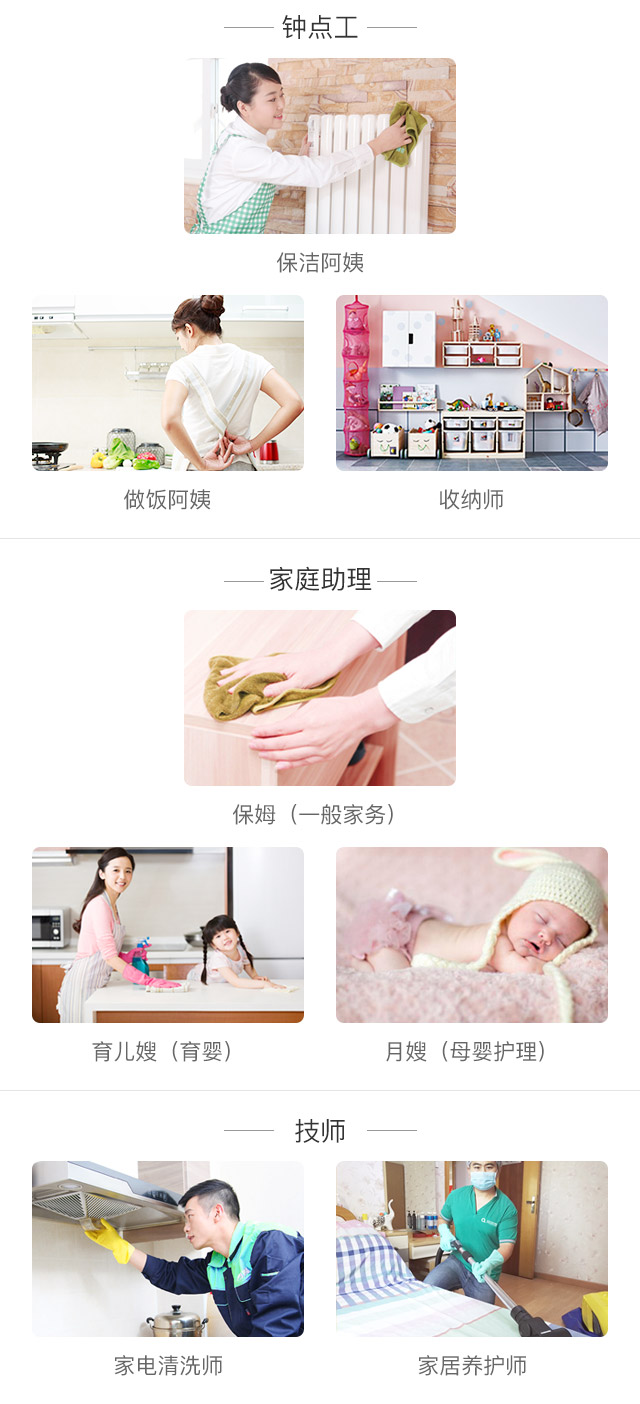 钟点工
保洁阿姨
做饭阿姨
收纳师
家庭助理
保姆（一般家务）
育儿嫂（育婴）
月嫂（母婴护理）
技师
家电清洗师
家居养护师